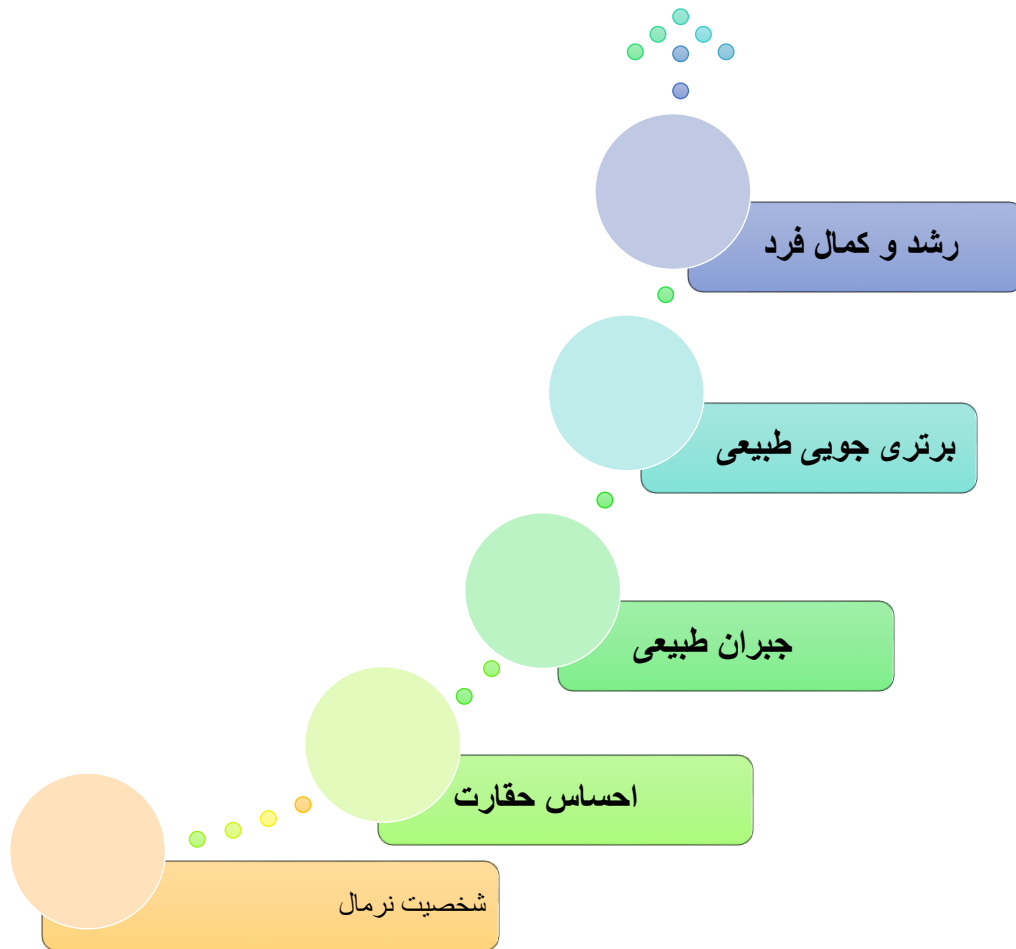 رشد و کمال فرد
برتری جویی طبیعی
جبران طبیعی
احساس حقارت
شخصیت نرمال